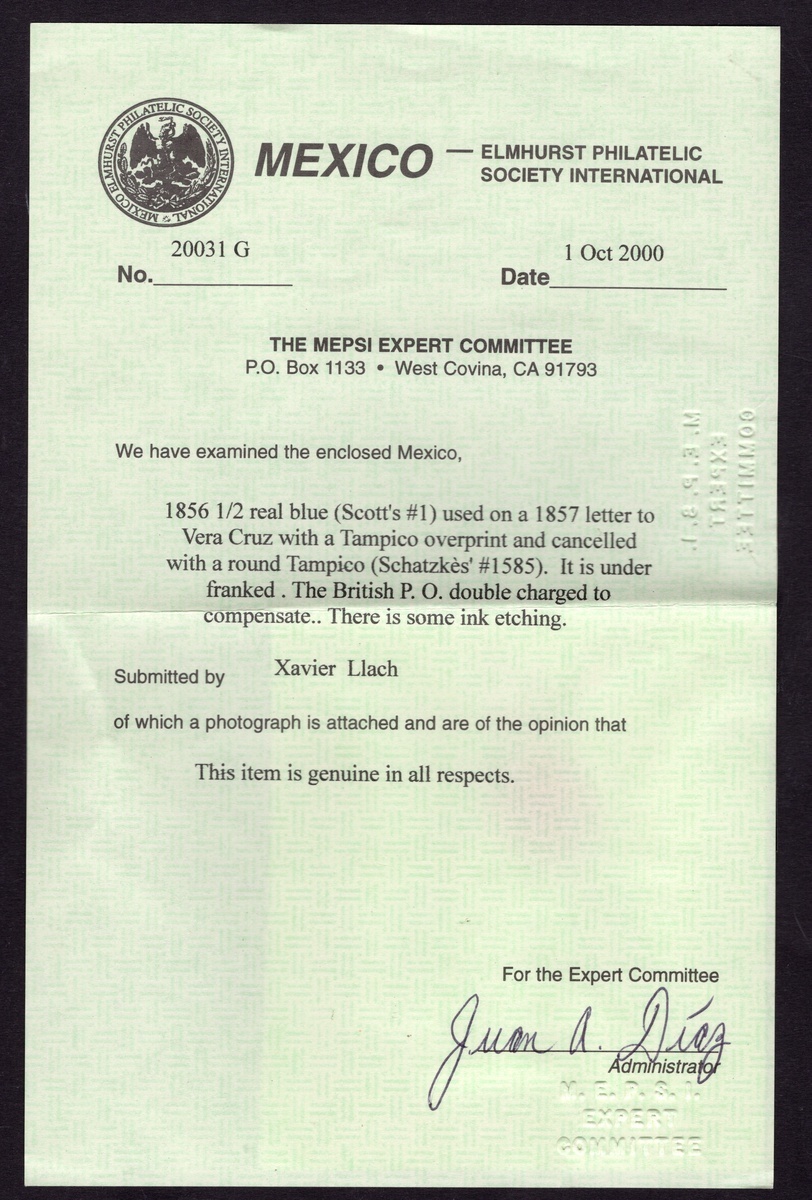 MEXICO ELMHURST PHILATELIC SOCIETY INTERNATIONAL
MEXICO — ELMHURST PHILATELIC
SOCIETY INTERNATIONAL
No. 20031 G Date 1 Oct 2000
THE MEPSI EXPERT COMMITTEE
P.O. Box 1133 • West Covina, CA 91793
M. E. P. S. I.
EXPERT
COMMITTEE
We have examined the enclosed Mexico,
1856 1/2 real blue (Scott's #1) used on a 1857 letter to
Vera Cruz with a Tampico overprint and cancelled
with a round Tampico (Schatzkès' #1585). It is under
franked . The British P. O. double charged to
compensate.. There is some ink etching.
Submitted by Xavier Llach
of which a photograph is attached and are of the opinion that
This item is genuine in all respects.
For the Expert Committee
Juan A. Díaz
Administrator
M. E. P. S. I.
EXPERT
COMMITTEE